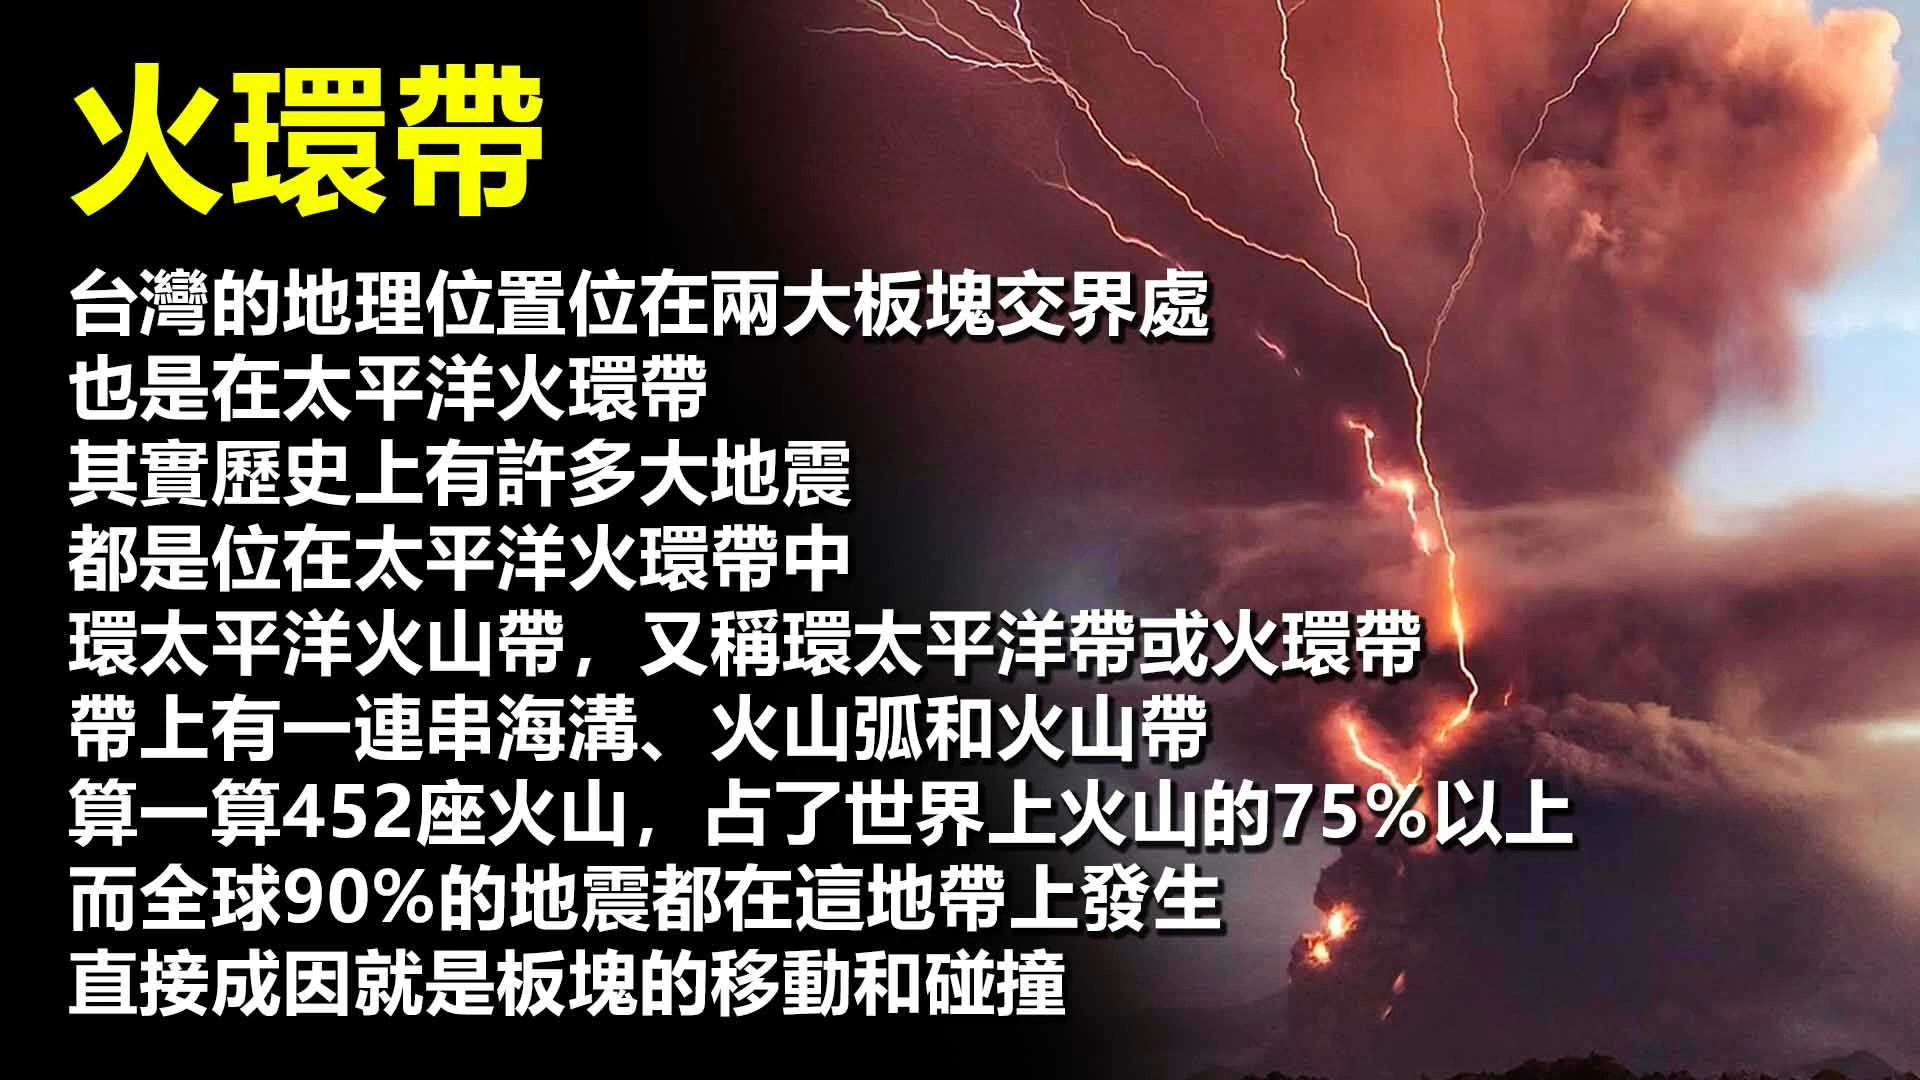 火環帶
台灣的地理位置位在兩大板塊交界處
也是在太平洋火環帶
其實歷史上有許多大地震
都是位在太平洋火環帶中
環太平洋火山帶，又稱環太平洋帶或火環帶
帶上有一連串海溝、火山弧和火山帶
算一算452座火山，占了世界上火山的75%以上
而全球90%的地震都在這地帶上發生
直接成因就是板塊的移動和碰撞